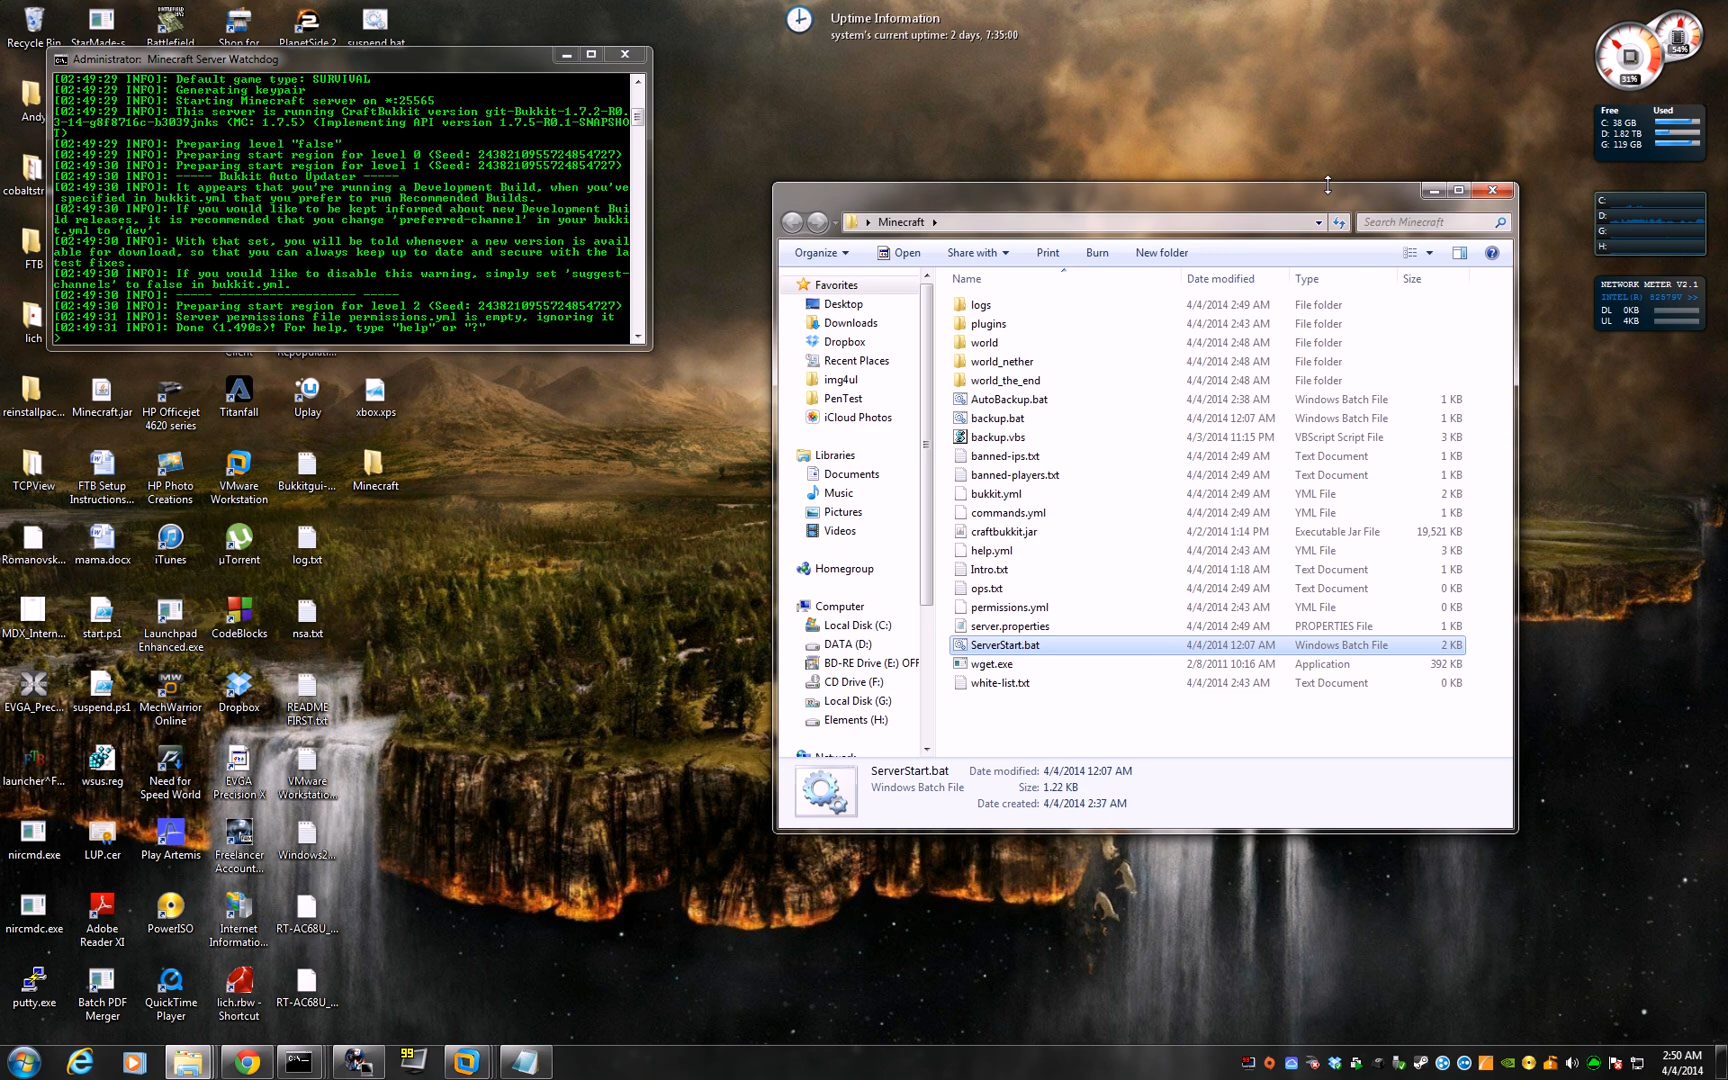 Recycle Bin
StarMade-s...
Battlefield
Shop for
PlanetSide 2
suspend.bat
Uptime Information
system's current uptime: 2 days, 7:35:00
54%
31%
Administrator: Minecraft Server Watchdog
[02:49:29 INFO]: Default game type: SURVIVAL
[02:49:29 INFO]: Generating keypair
[02:49:29 INFO]: Starting Minecraft server on *:25565
[02:49:29 INFO]: This server is running CraftBukkit version git-Bukkit-1.7.2-R0.
3-14-g8f8716c-b3039jnks (MC: 1.7.5) (Implementing API version 1.7.5-R0.1-SNAPSHO
T)
[02:49:29 INFO]: Preparing level "false"
[02:49:29 INFO]: Preparing start region for level 0 (Seed: 2438210955724854727)
[02:49:30 INFO]: Preparing start region for level 1 (Seed: 2438210955724854727)
[02:49:30 INFO]: ----- Bukkit Auto Updater -----
[02:49:30 INFO]: It appears that you're running a Development Build, when you've
specified in bukkit.yml that you prefer to run Recommended Builds.
[02:49:30 INFO]: If you would like to be kept informed about new Development Bui
ld releases, it is recommended that you change 'preferred-channel' in your bukki
t.yml to 'dev'.
[02:49:30 INFO]: With that set, you will be told whenever a new version is avail
able for download, so that you can always keep up to date and secure with the la
test fixes.
[02:49:30 INFO]: If you would like to disable this warning, simply set 'suggest-
channels' to false in bukkit.yml.
[02:49:30 INFO]: ----- ------------------- -----
[02:49:30 INFO]: Preparing start region for level 2 (Seed: 2438210955724854727)
[02:49:31 INFO]: Server permissions file permissions.yml is empty, ignoring it
[02:49:31 INFO]: Done (1.490s)! For help, type "help" or "?"
>
Free Used
C: 38 GB
D: 1.82 TB
G: 119 GB
C:
D:
G:
H:
NETWORK METER V2.1
INTEL(R) 82579V >>
DL 0KB
UL 4KB
Andy
cobaltstr
FTB
lich
Client
Repopulati...
Minecraft
Search Minecraft
Organize
Open
Share with
Print
Burn
New folder
Favorites
Desktop
Downloads
Dropbox
Recent Places
img4ul
PenTest
iCloud Photos
Libraries
Documents
Music
Pictures
Videos
Homegroup
Computer
Local Disk (C:)
DATA (D:)
BD-RE Drive (E:) OFF
CD Drive (F:)
Local Disk (G:)
Elements (H:)
Network
Name Date modified Type Size
logs 4/4/2014 2:49 AM File folder
plugins 4/4/2014 2:43 AM File folder
world 4/4/2014 2:48 AM File folder
world_nether 4/4/2014 2:48 AM File folder
world_the_end 4/4/2014 2:48 AM File folder
AutoBackup.bat 4/4/2014 2:38 AM Windows Batch File 1 KB
backup.bat 4/4/2014 12:07 AM Windows Batch File 1 KB
backup.vbs 4/3/2014 11:15 PM VBScript Script File 3 KB
banned-ips.txt 4/4/2014 2:49 AM Text Document 1 KB
banned-players.txt 4/4/2014 2:49 AM Text Document 1 KB
bukkit.yml 4/4/2014 2:49 AM YML File 2 KB
commands.yml 4/4/2014 2:49 AM YML File 1 KB
craftbukkit.jar 4/2/2014 1:14 PM Executable Jar File 19,521 KB
help.yml 4/4/2014 2:43 AM YML File 3 KB
Intro.txt 4/4/2014 1:18 AM Text Document 1 KB
ops.txt 4/4/2014 2:49 AM Text Document 0 KB
permissions.yml 4/4/2014 2:43 AM YML File 0 KB
server.properties 4/4/2014 2:49 AM PROPERTIES File 1 KB
ServerStart.bat 4/4/2014 12:07 AM Windows Batch File 2 KB
wget.exe 2/8/2011 10:16 AM Application 392 KB
white-list.txt 4/4/2014 2:43 AM Text Document 0 KB
ServerStart.bat Date modified: 4/4/2014 12:07 AM
Windows Batch File Size: 1.22 KB
Date created: 4/4/2014 2:37 AM
reinstallpac...
Minecraft.jar
HP Officejet
4620 series
Titanfall
Uplay
xbox.xps
TCPView
FTB Setup
Instructions...
HP Photo
Creations
VMware
Workstation
Bukkitgui-...
Minecraft
Romanovsk...
mama.docx
iTunes
µTorrent
log.txt
MDX_Intern...
start.ps1
Launchpad
Enhanced.exe
CodeBlocks
nsa.txt
EVGA_Prec...
suspend.ps1
MechWarrior
Online
Dropbox
README
FIRST.txt
launcher^F...
wsus.reg
Need for
Speed World
EVGA
Precision X
VMware
Workstatio...
nircmd.exe
LUP.cer
Play Artemis
Freelancer
Account...
Windows2...
nircmdc.exe
Adobe
Reader XI
PowerISO
Internet
Informatio...
RT-AC68U_...
putty.exe
Batch PDF
Merger
QuickTime
Player
lich.rbw -
Shortcut
RT-AC68U_...
99
2:50 AM
4/4/2014